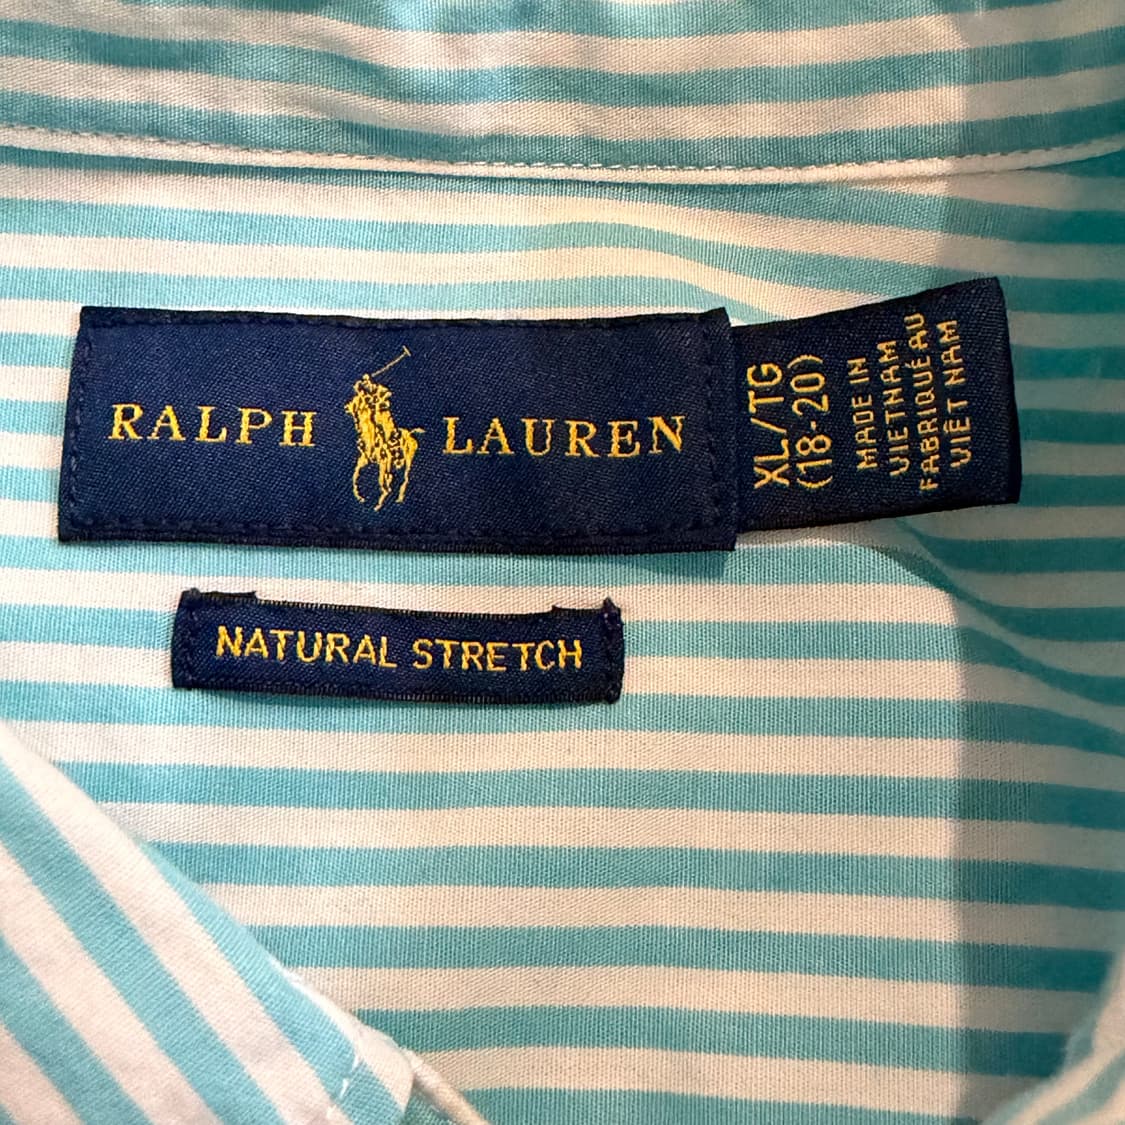 RALPH LAUREN
XL/TG
(18-20)
MADE IN
VIETNAM
FABRIQUÉ AU
VIÊT NAM
NATURAL STRETCH